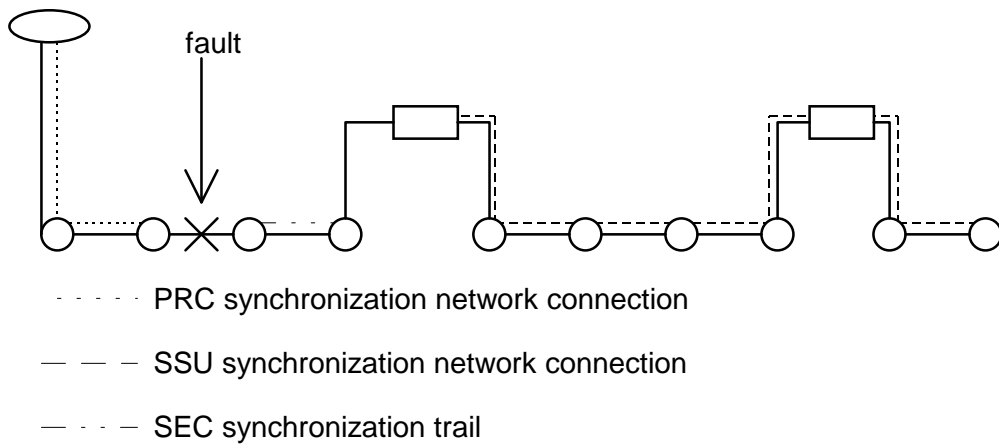 fault
PRC synchronization network connection
SSU synchronization network connection
SEC synchronization trail